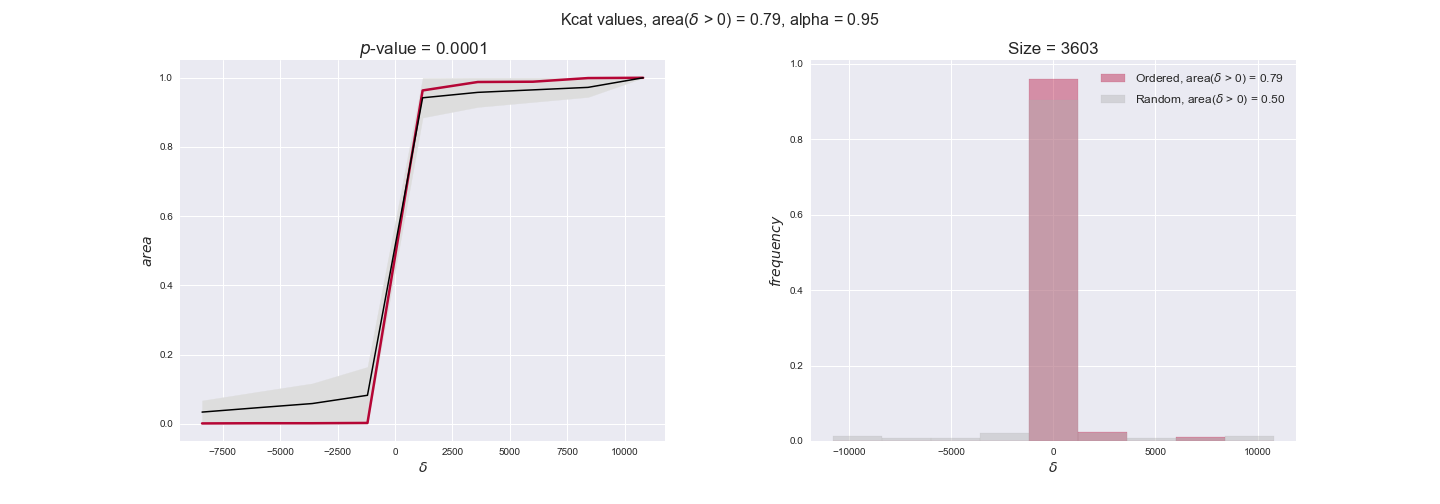 Kcat values, area(δ > 0) = 0.79, alpha = 0.95
p-value = 0.0001
1.0
0.8
0.6
0.4
0.2
0.0
area
−7500 −5000 −2500 0 2500 5000 7500 10000
δ
Size = 3603
Ordered, area(δ > 0) = 0.79
Random, area(δ > 0) = 0.50
1.0
0.8
0.6
0.4
0.2
0.0
frequency
−10000 −5000 0 5000 10000
δ